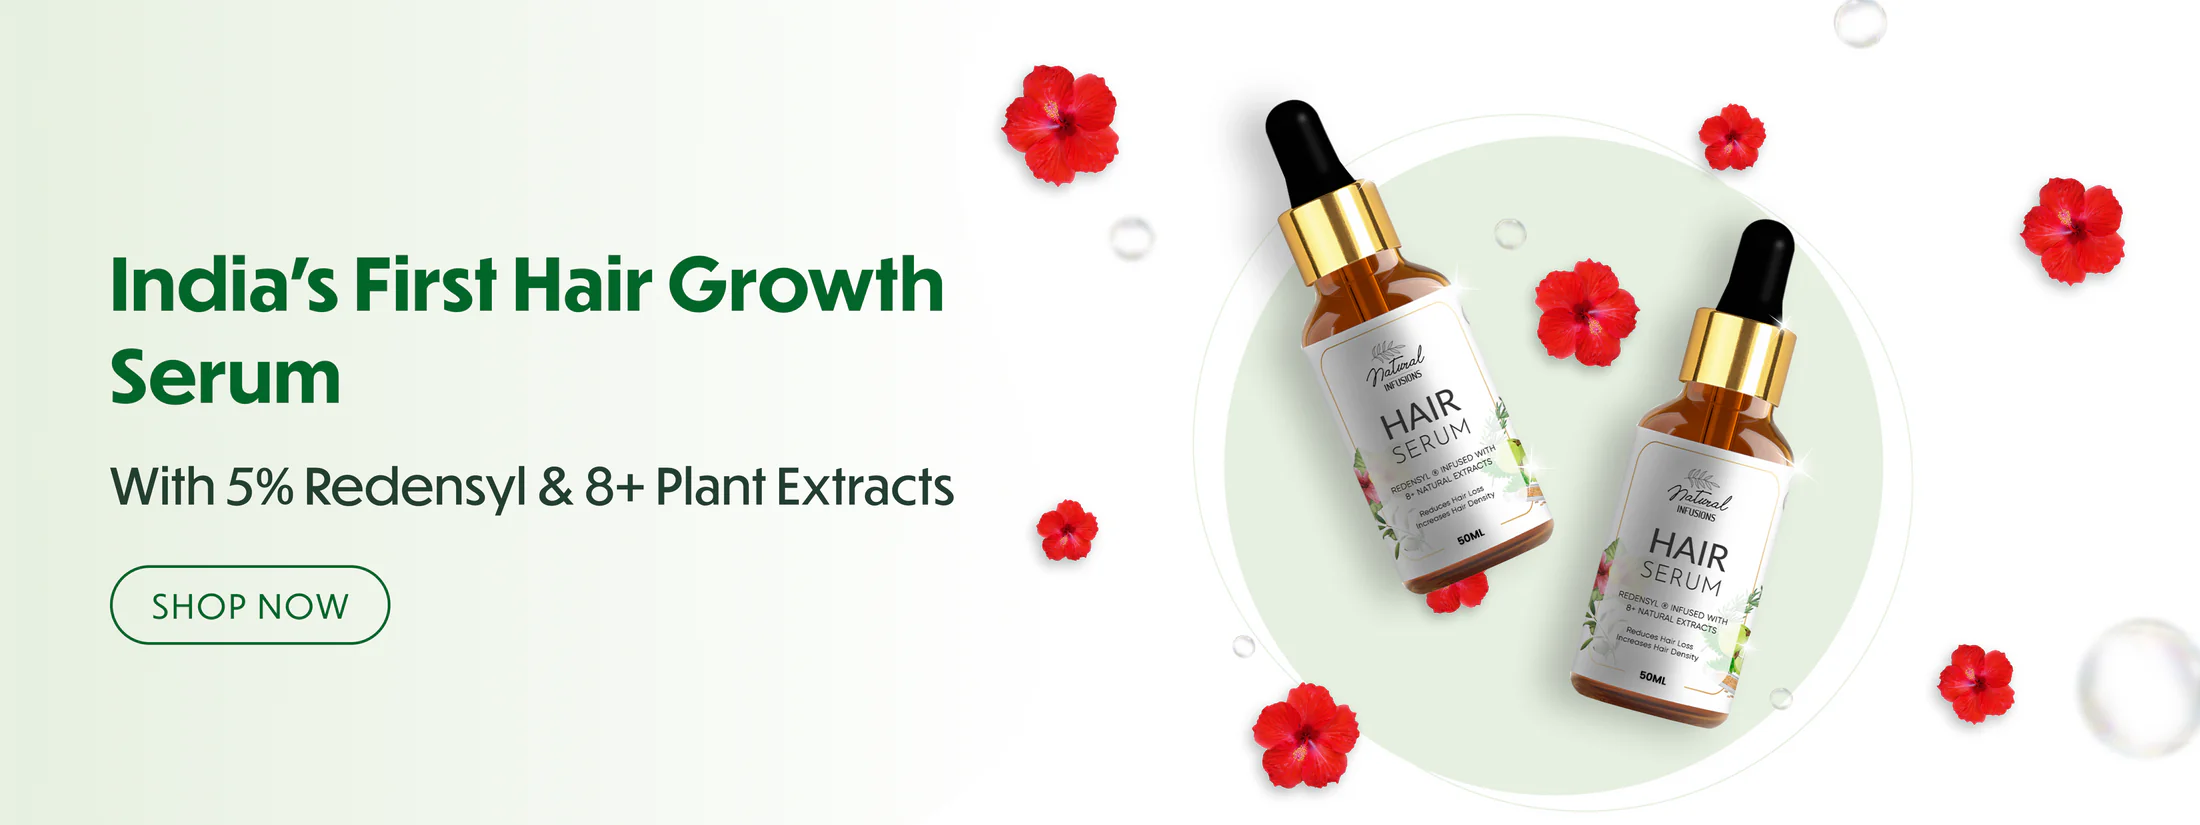 India's First Hair Growth
Serum
With 5% Redensyl & 8+ Plant Extracts
SHOP NOW
Natural
INFUSIONS
HAIR
SERUM
REDENSYL ® INFUSED WITH
8+ NATURAL EXTRACTS
Reduces Hair Loss
Increases Hair Density
50ML
Natural
INFUSIONS
HAIR
SERUM
REDENSYL ® INFUSED WITH
8+ NATURAL EXTRACTS
Reduces Hair Loss
Increases Hair Density
50ML